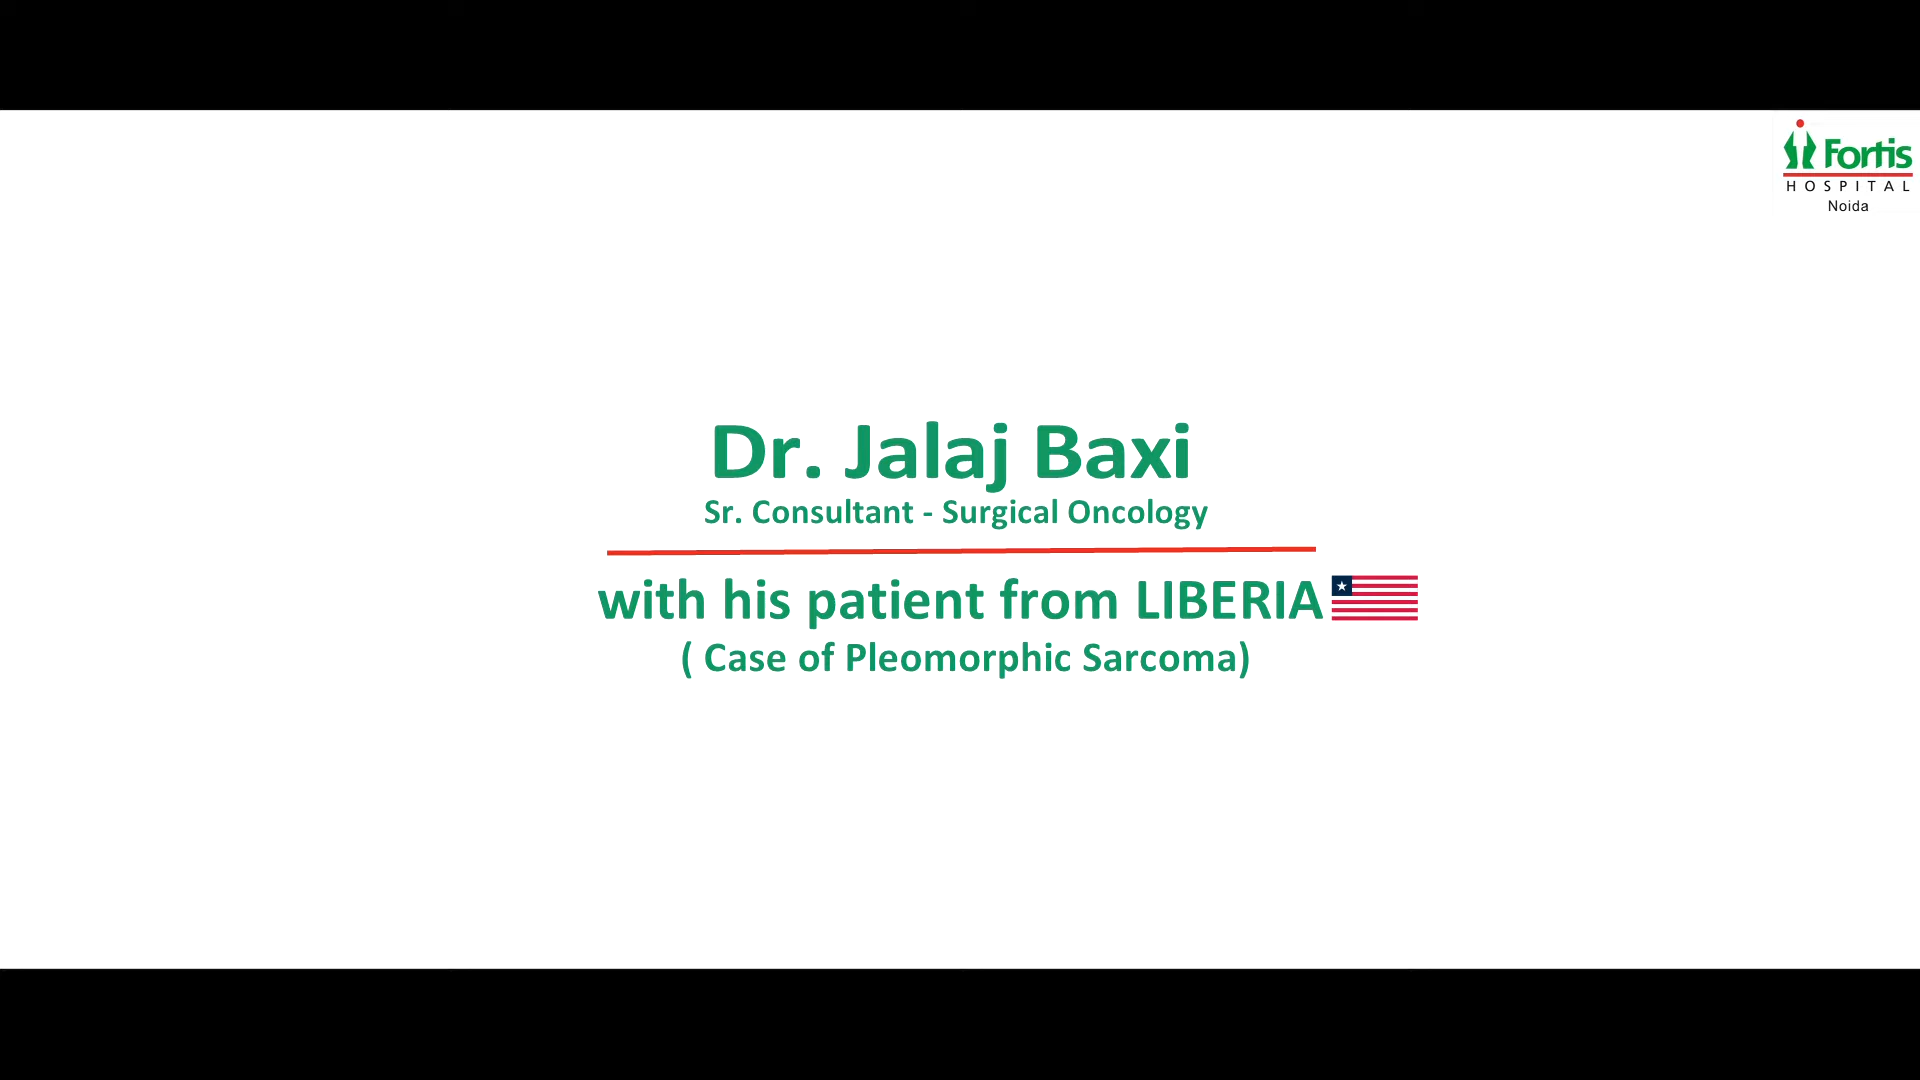 Fortis
HOSPITAL
Noida
Dr. Jalaj Baxi
Sr. Consultant - Surgical Oncology
with his patient from LIBERIA
( Case of Pleomorphic Sarcoma)